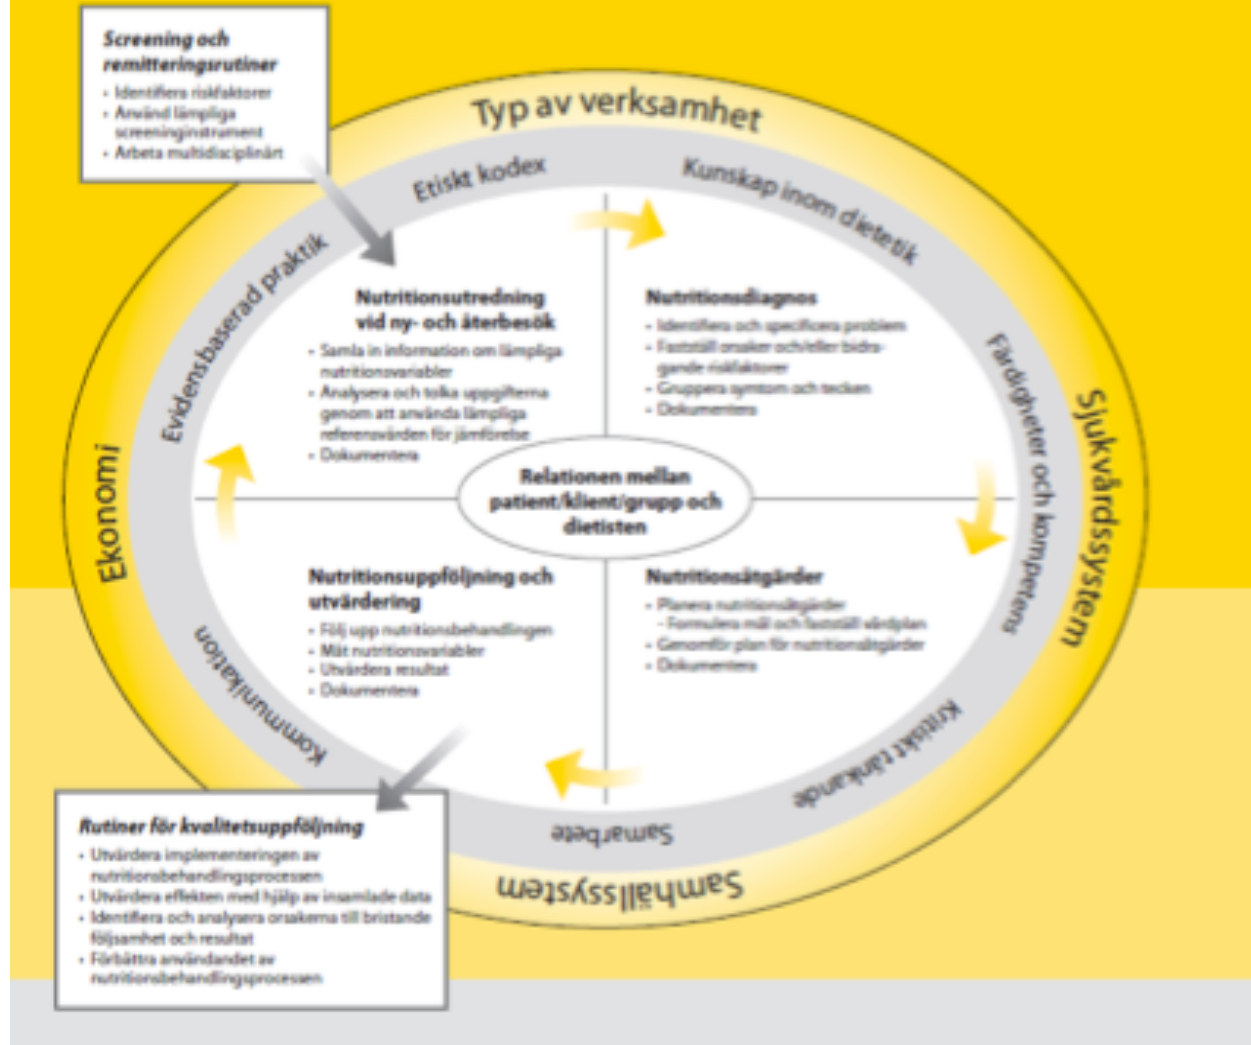 Screening och
remitteringsrutiner
• Identifiera riskfaktorer
• Använd lämpliga
screeninginstrument
• Arbeta multidisciplinärt
Typ av verksamhet
Etiskt kodex
Kunskap inom dietetik
Evidensbaserad praktik
Färdigheter och kompetens
Sjukvårdssystem
Ekonomi
Nutritionsutredning
vid ny- och återbesök
• Samla in information om lämpliga
nutritionsvariabler
• Analysera och tolka uppgifterna
genom att använda lämpliga
referensvärden för jämförelse
• Dokumentera
Nutritionsdiagnos
• Identifiera och specificera problem
• Fastställ orsaker och/eller bidra-
gande riskfaktorer
• Gruppera symtom och tecken
• Dokumentera
Relationen mellan
patient/klient/grupp och
dietisten
Nutritionsuppföljning och
utvärdering
• Följ upp nutritionsbehandlingen
• Mät nutritionsvariabler
• Utvärdera resultat
• Dokumentera
Nutritionsåtgärder
• Planera nutritionsåtgärder
- Formulera mål och fastställ vårdplan
• Genomför plan för nutritionsåtgärder
• Dokumentera
Kommunikation
Kritiskt tänkande
Samarbete
Samhällssystem
Rutiner för kvalitetsuppföljning
• Utvärdera implementeringen av
nutritionsbehandlingsprocessen
• Utvärdera effekten med hjälp av insamlade data
• Identifiera och analysera orsakerna till bristande
följsamhet och resultat
• Förbättra användandet av
nutritionsbehandlingsprocessen